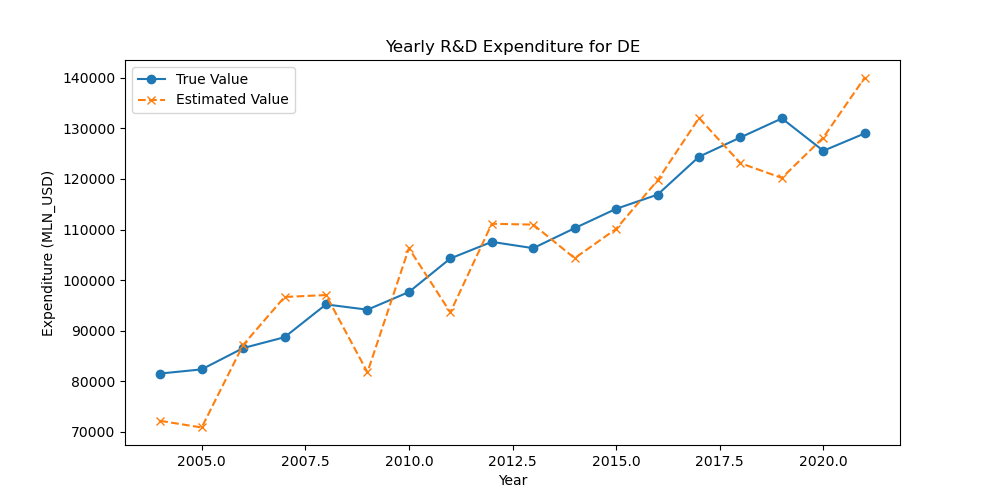 Yearly R&D Expenditure for DE
True Value
Estimated Value
140000
130000
120000
110000
100000
90000
80000
70000
Expenditure (MLN_USD)
2005.0 2007.5 2010.0 2012.5 2015.0 2017.5 2020.0
Year